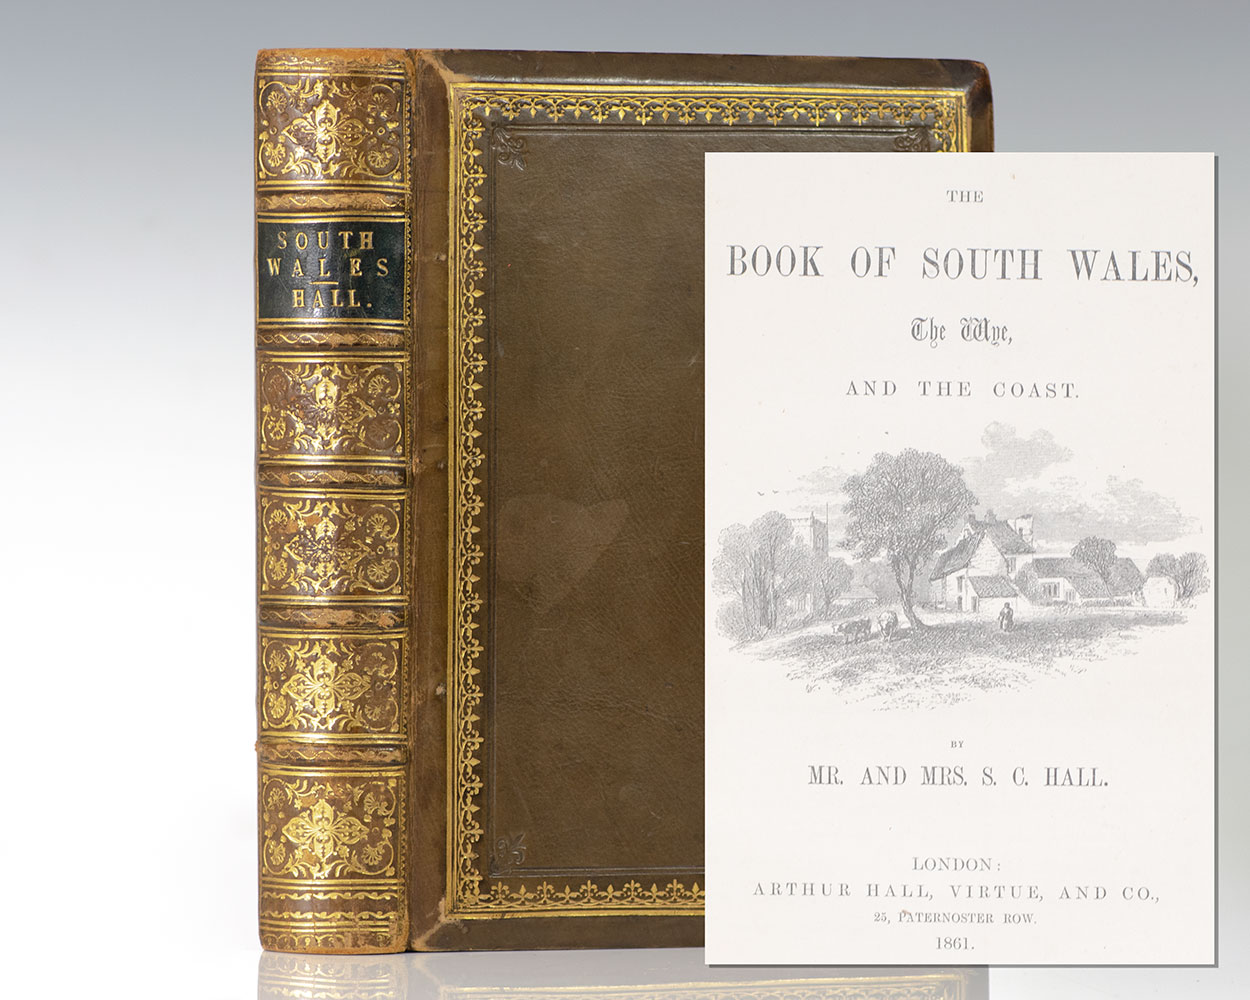 SOUTH
WALES
HALL.
THE
BOOK OF SOUTH WALES,
The Wye,
AND THE COAST.
BY
MR. AND MRS. S. C. HALL.
LONDON:
ARTHUR HALL, VIRTUE, AND CO.,
25, PATERNOSTER ROW.
1861.